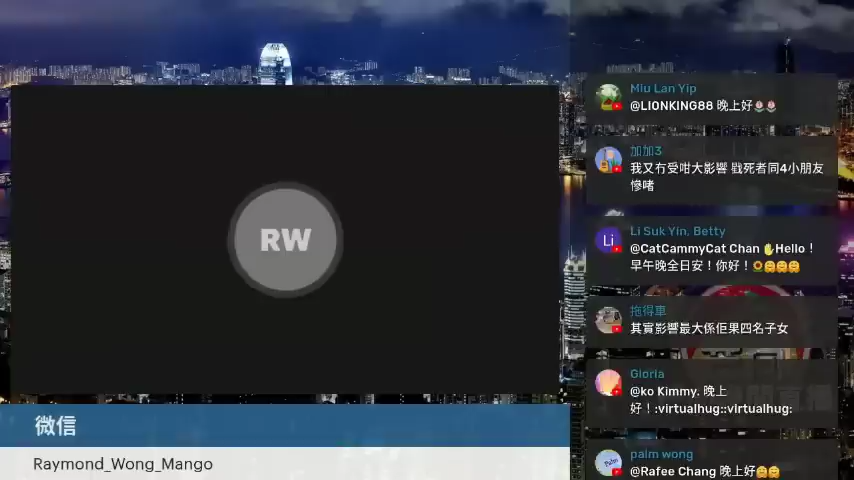 RW
微信
Raymond_Wong_Mango
Miu Lan Yip
@LIONKING88 晚上好
加加3
我又冇受咁大影響 戥死者同4小朋友
慘啫
Li
Li Suk Yin, Betty
@CatCammyCat Chan ✋Hello！
早午晚全日安！你好！🌻🤗🤗🤗
拖得車
其實影響最大係佢果四名子女
Gloria
@ko Kimmy. 晚上
好！:virtualhug::virtualhug:
palm wong
@Rafee Chang 晚上好🤗🤗